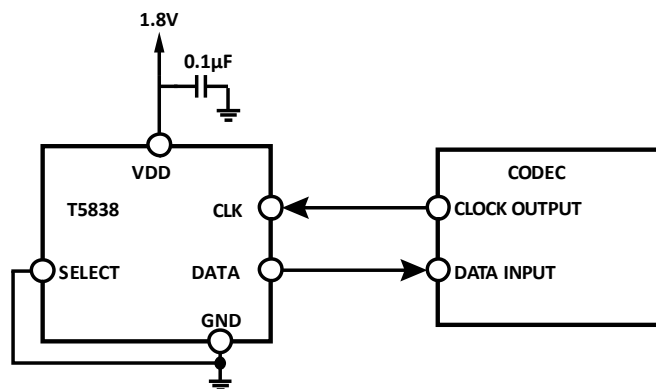 1.8V
0.1µF
VDD
T5838
CLK
SELECT
DATA
GND
CODEC
CLOCK OUTPUT
DATA INPUT